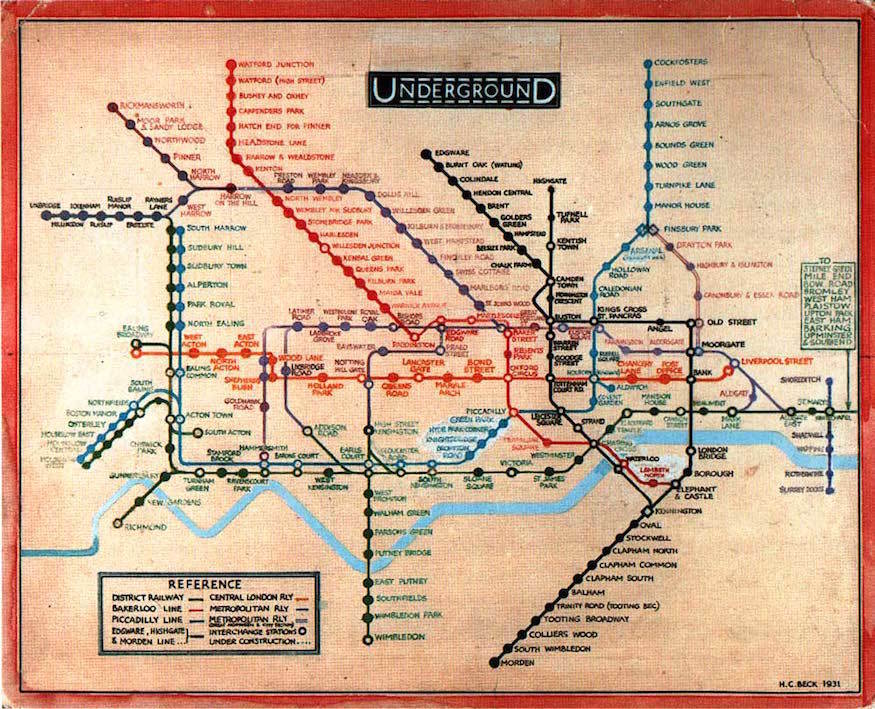 UNDERGROUND
WATFORD JUNCTION
WATFORD (HIGH STREET)
BUSHEY AND OXHEY
CARPENDERS PARK
HATCH END FOR PINNER
HEADSTONE LANE
HARROW & WEALDSTONE
KENTON
NORTH WEMBLEY
WEMBLEY FOR SUDBURY
STONEBRIDGE PARK
HARLESDEN
WILLESDEN JUNCTION
KENSAL GREEN
QUEENS PARK
KILBURN PARK
MAIDA VALE
WARWICK AVENUE
PADDINGTON
RICKMANSWORTH
MOOR PARK
& SANDY LODGE
NORTHWOOD
PINNER
NORTH
HARROW
HARROW
ON THE HILL
WEST
HARROW
RAYNERS
LANE
EASTCOTE
RUISLIP
MANOR
RUISLIP
ICKENHAM
HILLINGDON
UXBRIDGE
PRESTON
ROAD
WEMBLEY
PARK
NEASDEN &
KINGSBURY
DOLLIS HILL
WILLESDEN GREEN
KILBURN & BRONDESBURY
WEST HAMPSTEAD
FINCHLEY ROAD
SWISS COTTAGE
MARLBORO ROAD
ST JOHNS WOOD
SOUTH HARROW
SUDBURY HILL
SUDBURY TOWN
ALPERTON
PARK ROYAL
NORTH EALING
EALING
COMMON
ACTON TOWN
SOUTH ACTON
EALING
BROADWAY
WEST
ACTON
NORTH
ACTON
EAST
ACTON
WOOD LANE
SHEPHERDS
BUSH
HOLLAND
PARK
NOTTING
HILL GATE
QUEENS
ROAD
LANCASTER
GATE
MARBLE
ARCH
BOND
STREET
OXFORD
CIRCUS
EDGWARE
BURNT OAK (WATLING)
COLINDALE
HENDON CENTRAL
BRENT
GOLDERS
GREEN
HAMPSTEAD
BELSIZE PARK
CHALK FARM
HIGHGATE
TUFNELL
PARK
KENTISH
TOWN
CAMDEN
TOWN
MORNINGTON
CRESCENT
EUSTON
WARREN
STREET
GOODGE
STREET
TOTTENHAM
COURT RD.
COCKFOSTERS
ENFIELD WEST
SOUTHGATE
ARNOS GROVE
BOUNDS GREEN
WOOD GREEN
TURNPIKE LANE
MANOR HOUSE
FINSBURY PARK
ARSENAL
HOLLOWAY
ROAD
CALEDONIAN
ROAD
KINGS CROSS
ST. PANCRAS
DRAYTON PARK
HIGHBURY & ISLINGTON
CANONBURY & ESSEX ROAD
OLD STREET
ANGEL
MOORGATE
LIVERPOOL STREET
BANK
POST
OFFICE
CHANCERY
LANE
HOLBORN
ALDWYCH
COVENT
GARDEN
FARRINGDON
ALDERSGATE
ALDGATE
TO
STEPNEY GREEN
MILE END
BOW ROAD
BROMLEY
WEST HAM
PLAISTOW
UPTON PARK
EAST HAM
BARKING
UPMINSTER
& SOUTHEND
SHOREDITCH
ST MARYS
WHITECHAPEL
SHADWELL
WAPPING
ROTHERHITHE
SURREY DOCKS
ALDGATE
EAST
MARK
LANE
MONUMENT
CANNON
STREET
MANSION
HOUSE
BLACKFRIARS
TEMPLE
LATIMER
ROAD
LADBROKE
GROVE
WESTBOURNE
PARK
ROYAL
OAK
BISHOPS
ROAD
EDGWARE
ROAD
PRAED
STREET
BAYSWATER
MARYLEBONE
BAKER
STREET
REGENTS
PARK
GREAT
UXBRIDGE
ROAD
GOLDHAWK
ROAD
HAMMERSMITH
ADDISON
ROAD
HIGH STREET
KENSINGTON
EARLS
COURT
GLOUCESTER
ROAD
SOUTH
KENSINGTON
SLOANE
SQUARE
VICTORIA
ST JAMES
PARK
WESTMINSTER
CHARING
CROSS
STRAND
LEICESTER
SQUARE
PICCADILLY
GREEN PARK
HYDE PARK CORNER
KNIGHTSBRIDGE
BROMPTON
ROAD
TRAFALGAR
SQUARE
WATERLOO
LAMBETH
NORTH
ELEPHANT
& CASTLE
LONDON
BRIDGE
BOROUGH
KENNINGTON
OVAL
STOCKWELL
CLAPHAM NORTH
CLAPHAM COMMON
CLAPHAM SOUTH
BALHAM
TRINITY ROAD (TOOTING BEC)
TOOTING BROADWAY
COLLIERS WOOD
SOUTH WIMBLEDON
MORDEN
SOUTH
EALING
NORTHFIELDS
BOSTON MANOR
OSTERLEY
HOUNSLOW EAST
HOUNSLOW
CENTRAL
CHISWICK
PARK
GUNNERSBURY
KEW GARDENS
RICHMOND
TURNHAM
GREEN
STAMFORD
BROOK
RAVENSCOURT
PARK
BARONS COURT
WEST
KENSINGTON
WEST
BROMPTON
WALHAM GREEN
PARSONS GREEN
PUTNEY BRIDGE
EAST PUTNEY
SOUTHFIELDS
WIMBLEDON PARK
WIMBLEDON
REFERENCE
DISTRICT RAILWAY
BAKERLOO LINE
PICCADILLY LINE
EDGWARE, HIGHGATE
& MORDEN LINE
CENTRAL LONDON RLY
METROPOLITAN RLY
METROPOLITAN RLY
INTERCHANGE STATIONS
UNDER CONSTRUCTION
H.C. BECK 1931